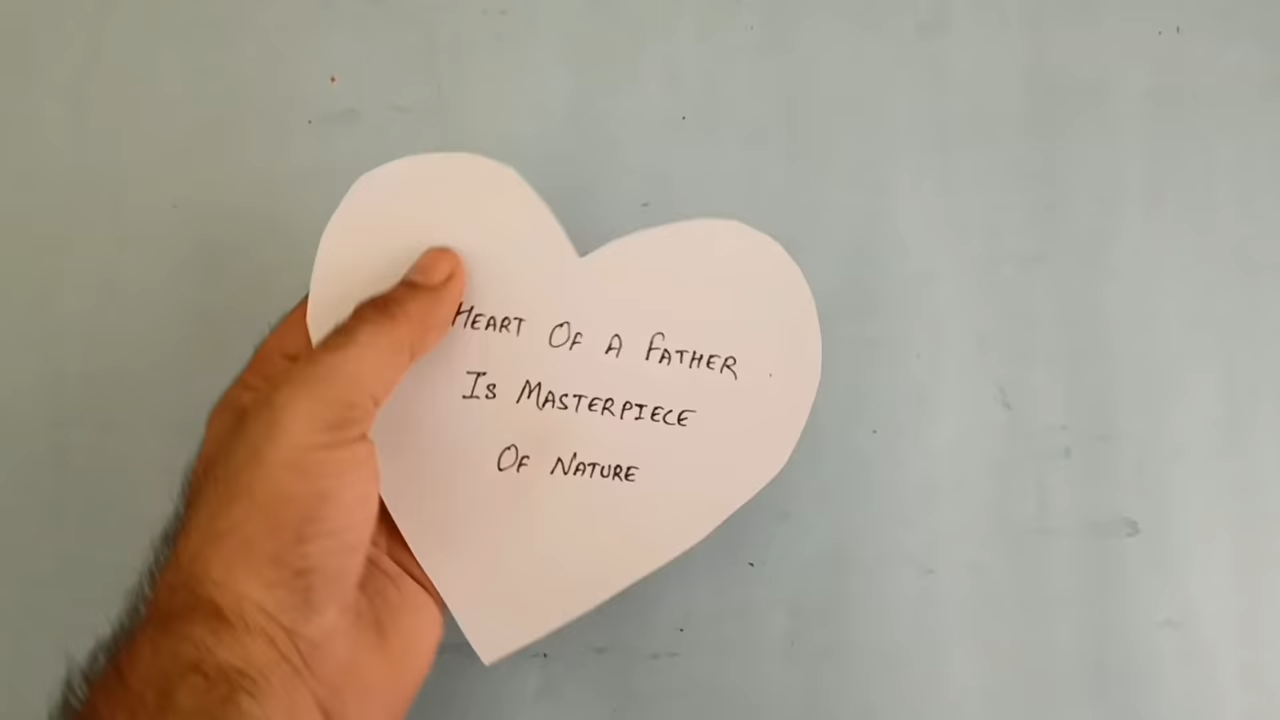 Heart Of A Father
Is Masterpiece
Of Nature